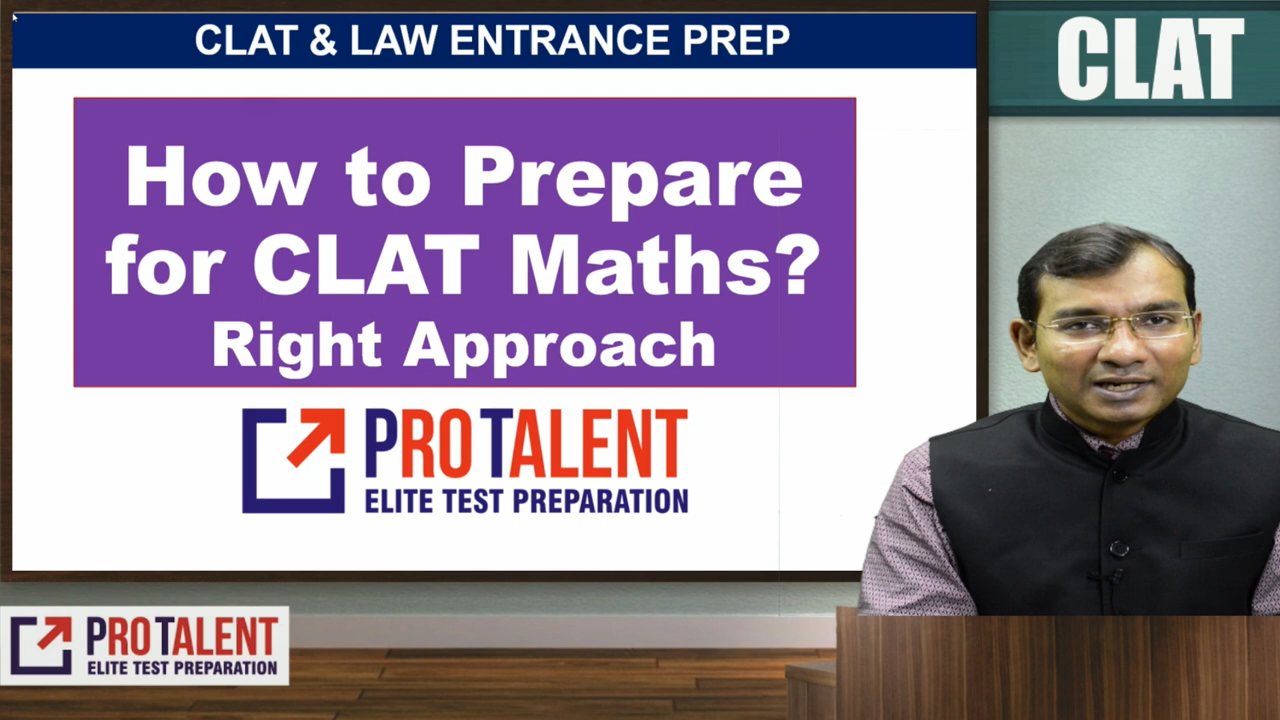 CLAT & LAW ENTRANCE PREP
CLAT
How to Prepare
for CLAT Maths?
Right Approach
PROTALENT
ELITE TEST PREPARATION
PROTALENT
ELITE TEST PREPARATION